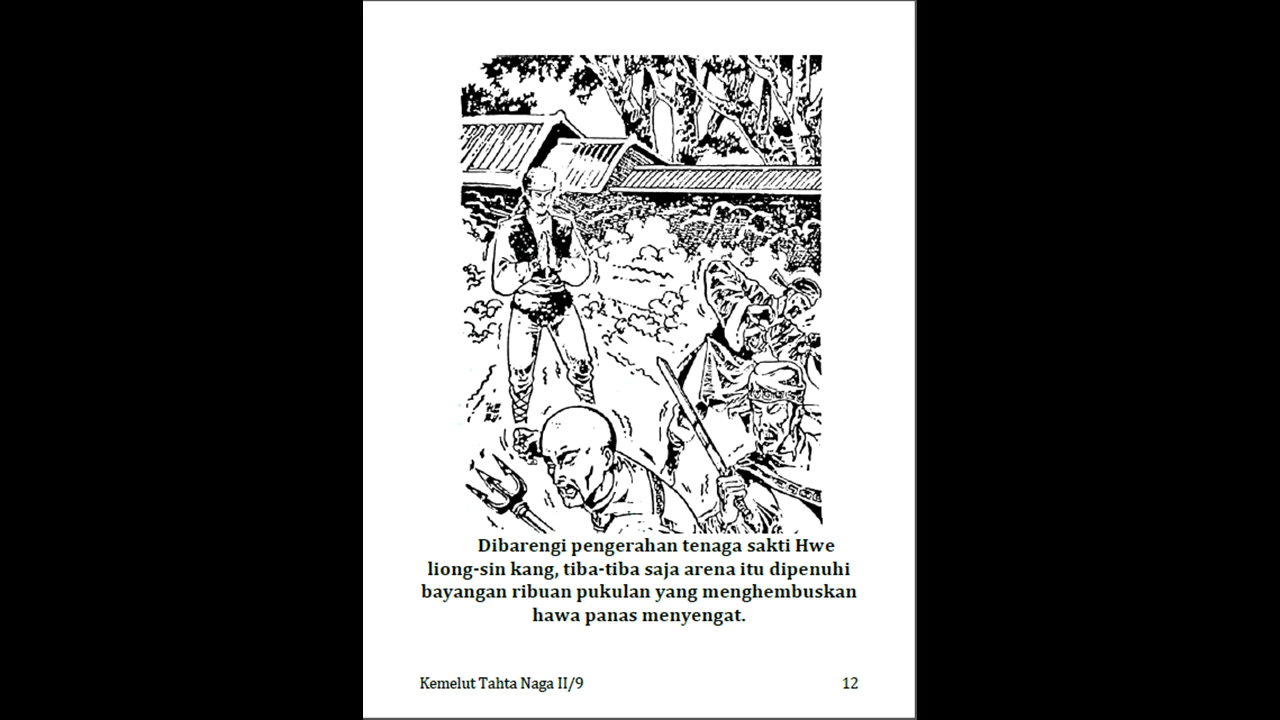 Dibarengi pengerahan tenaga sakti Hwe
liong-sin kang, tiba-tiba saja arena itu dipenuhi
bayangan ribuan pukulan yang menghembuskan
hawa panas menyengat.
Kemelut Tahta Naga II/9 12